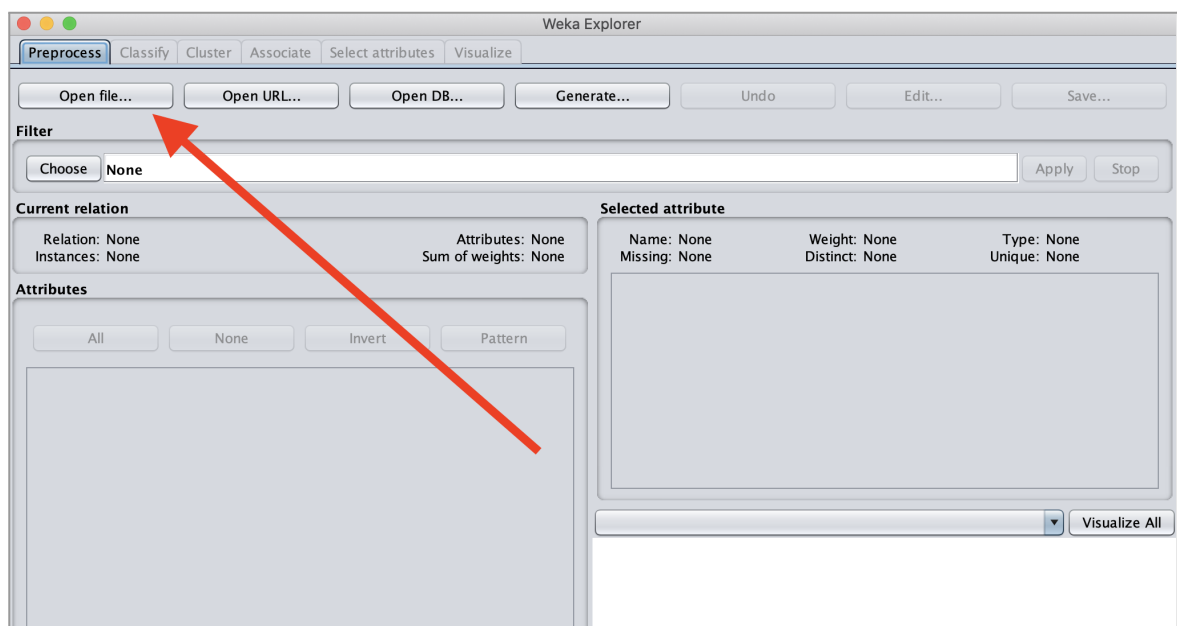 Weka Explorer
Preprocess Classify Cluster Associate Select attributes Visualize
Open file... Open URL... Open DB... Generate... Undo Edit... Save...
Filter
Choose None Apply Stop
Current relation
Relation: None Attributes: None
Instances: None Sum of weights: None
Attributes
All None Invert Pattern
Selected attribute
Name: None Weight: None Type: None
Missing: None Distinct: None Unique: None
Visualize All